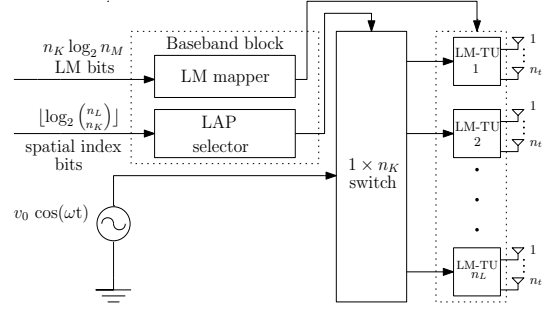 n_K log_2 n_M
LM bits
Baseband block
LM mapper
⌊log_2 (n_L n_K)⌋
spatial index
bits
LAP
selector
1 × n_K
switch
v_0 cos(ωt)
LM-TU
1
1
n_t
LM-TU
2
1
n_t
LM-TU
n_L
1
n_t